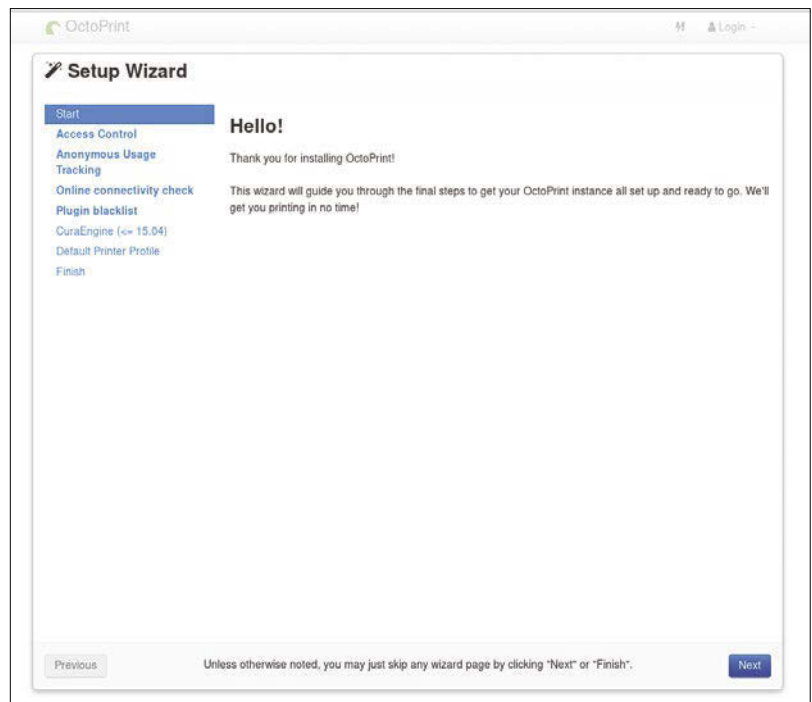 OctoPrint
Login
Setup Wizard
Start
Access Control
Anonymous Usage
Tracking
Online connectivity check
Plugin blacklist
CuraEngine (<= 15.04)
Default Printer Profile
Finish
Hello!
Thank you for installing OctoPrint!
This wizard will guide you through the final steps to get your OctoPrint instance all set up and ready to go. We'll
get you printing in no time!
Previous
Unless otherwise noted, you may just skip any wizard page by clicking "Next" or "Finish".
Next